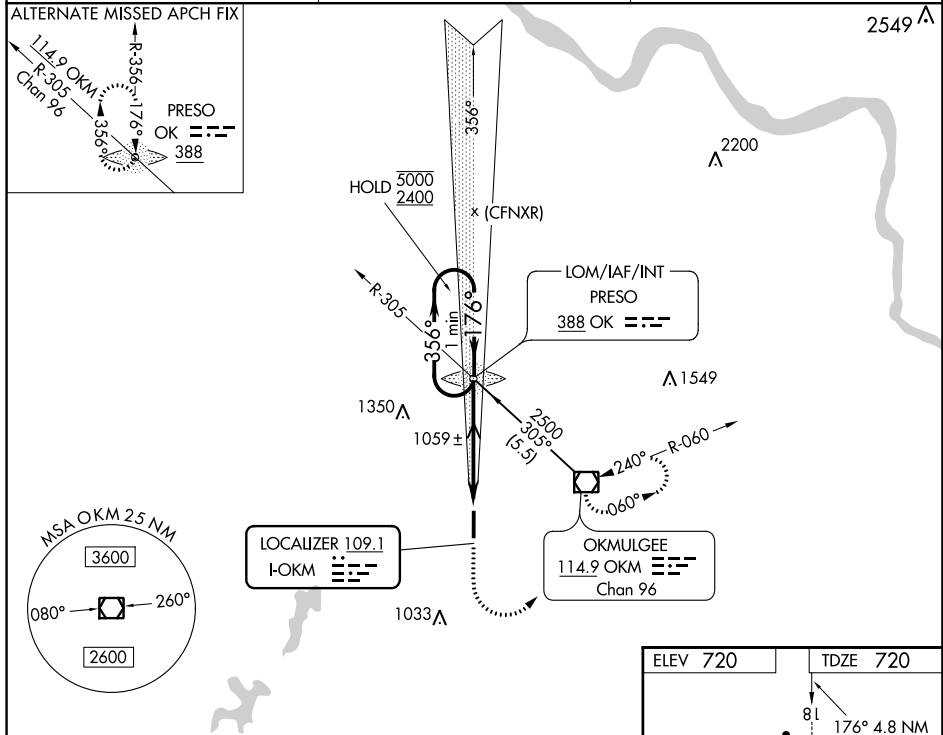 ALTERNATE MISSED APCH FIX
114.9 OKM
Chan 96
R-305
R-356
176°
356°
PRESO
OK
388
2549
2200
356°
HOLD 5000
2400
x (CFNXR)
LOM/IAF/INT
PRESO
388 OK
R-305
356°
1 min
176°
1549
1350
1059 ±
2500
305°
(5.5)
240°
R-060
060°
MSA OKM 25 NM
3600
080°
260°
2600
LOCALIZER 109.1
I-OKM
OKMULGEE
114.9 OKM
Chan 96
1033
ELEV 720
TDZE 720
18
176° 4.8 NM